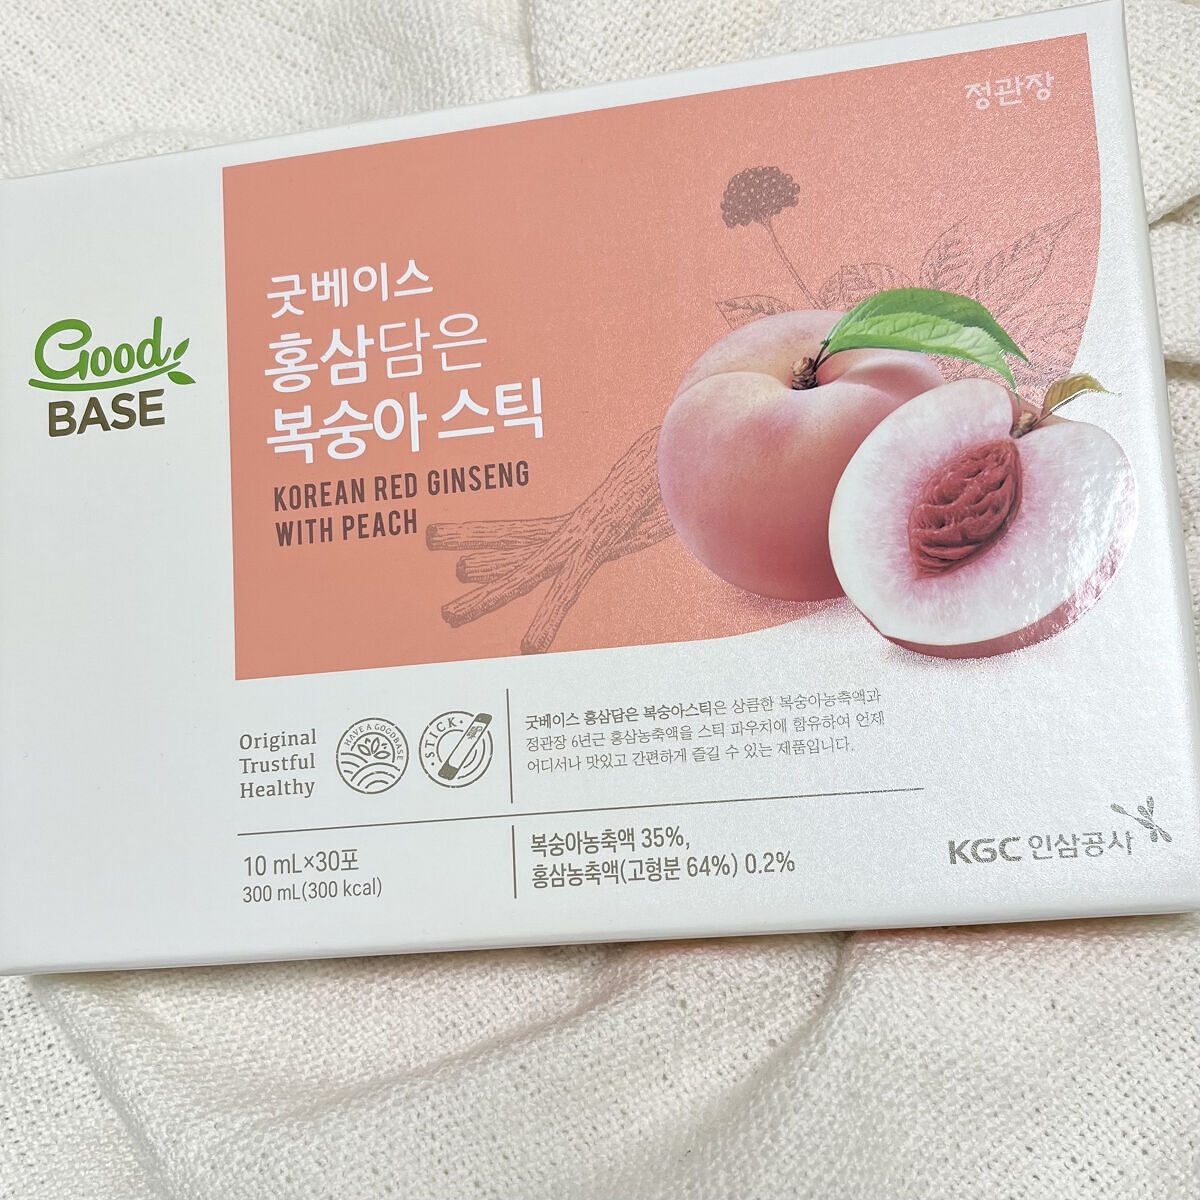 정관장
Good
BASE
굿베이스
홍삼담은
복숭아 스틱
KOREAN RED GINSENG
WITH PEACH
Original
Trustful
Healthy
HAVE A GOODBASE
STICK
굿베이스 홍삼담은 복숭아스틱은 상큼한 복숭아농축액과
정관장 6년근 홍삼농축액을 스틱 파우치에 함유하여 언제
어디서나 맛있고 간편하게 즐길 수 있는 제품입니다.
10 mL×30포
300 mL(300 kcal)
복숭아농축액 35%,
홍삼농축액(고형분 64%) 0.2%
KGC 인삼공사